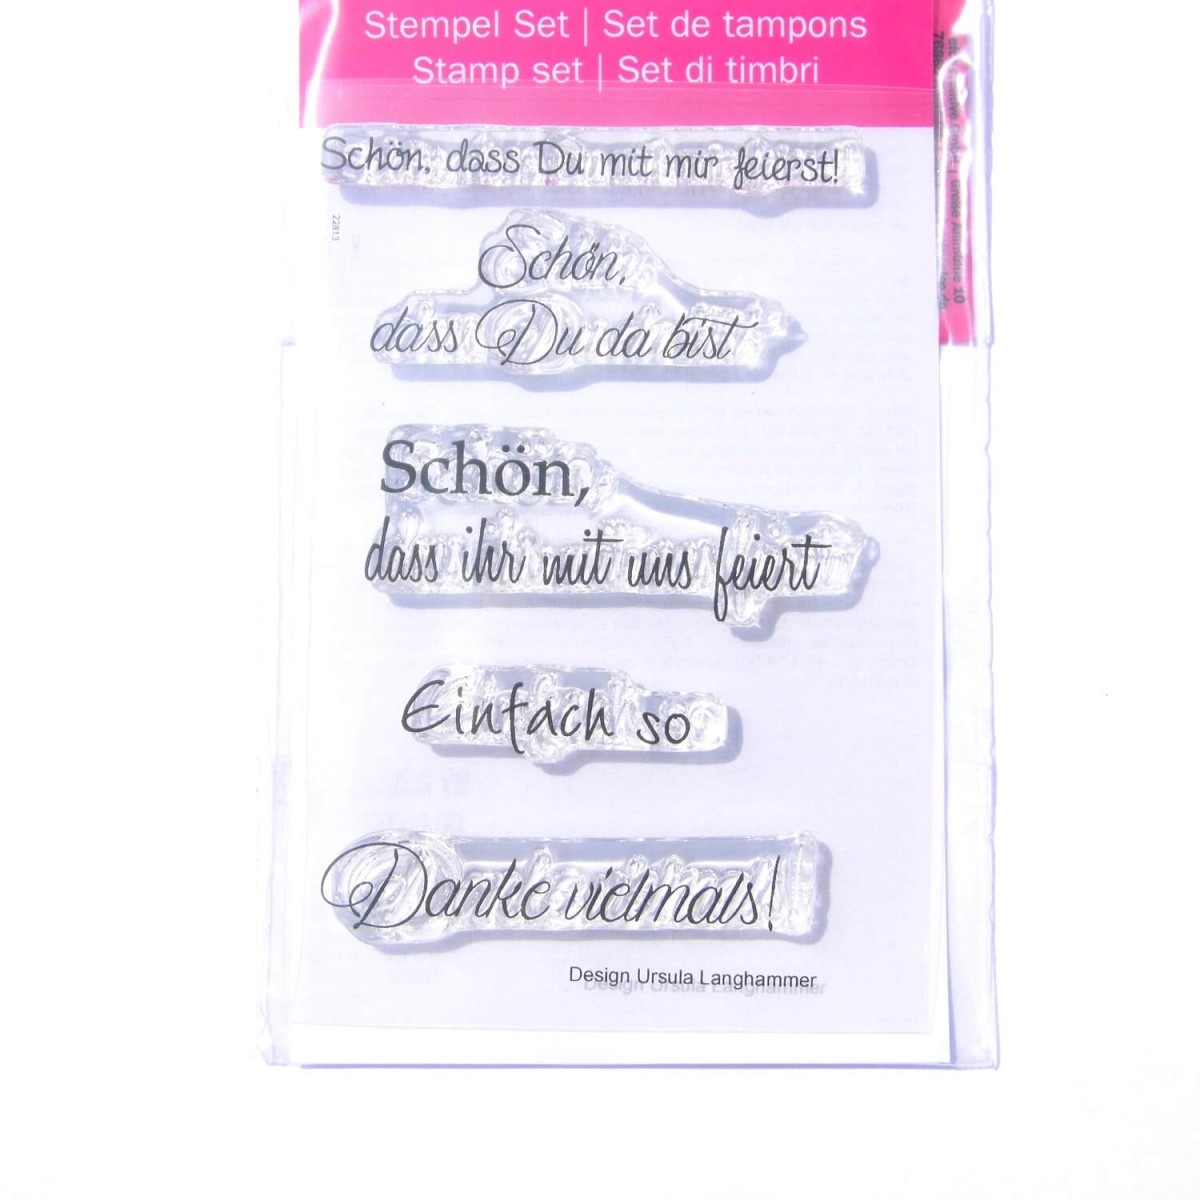 Stempel Set | Set de tampons
Stamp set | Set di timbri
Schön, dass Du mit mir feierst!
22813
Schön,
dass Du da bist
Schön,
dass ihr mit uns feiert
Einfach so
Danke vielmals!
Design Ursula Langhammer